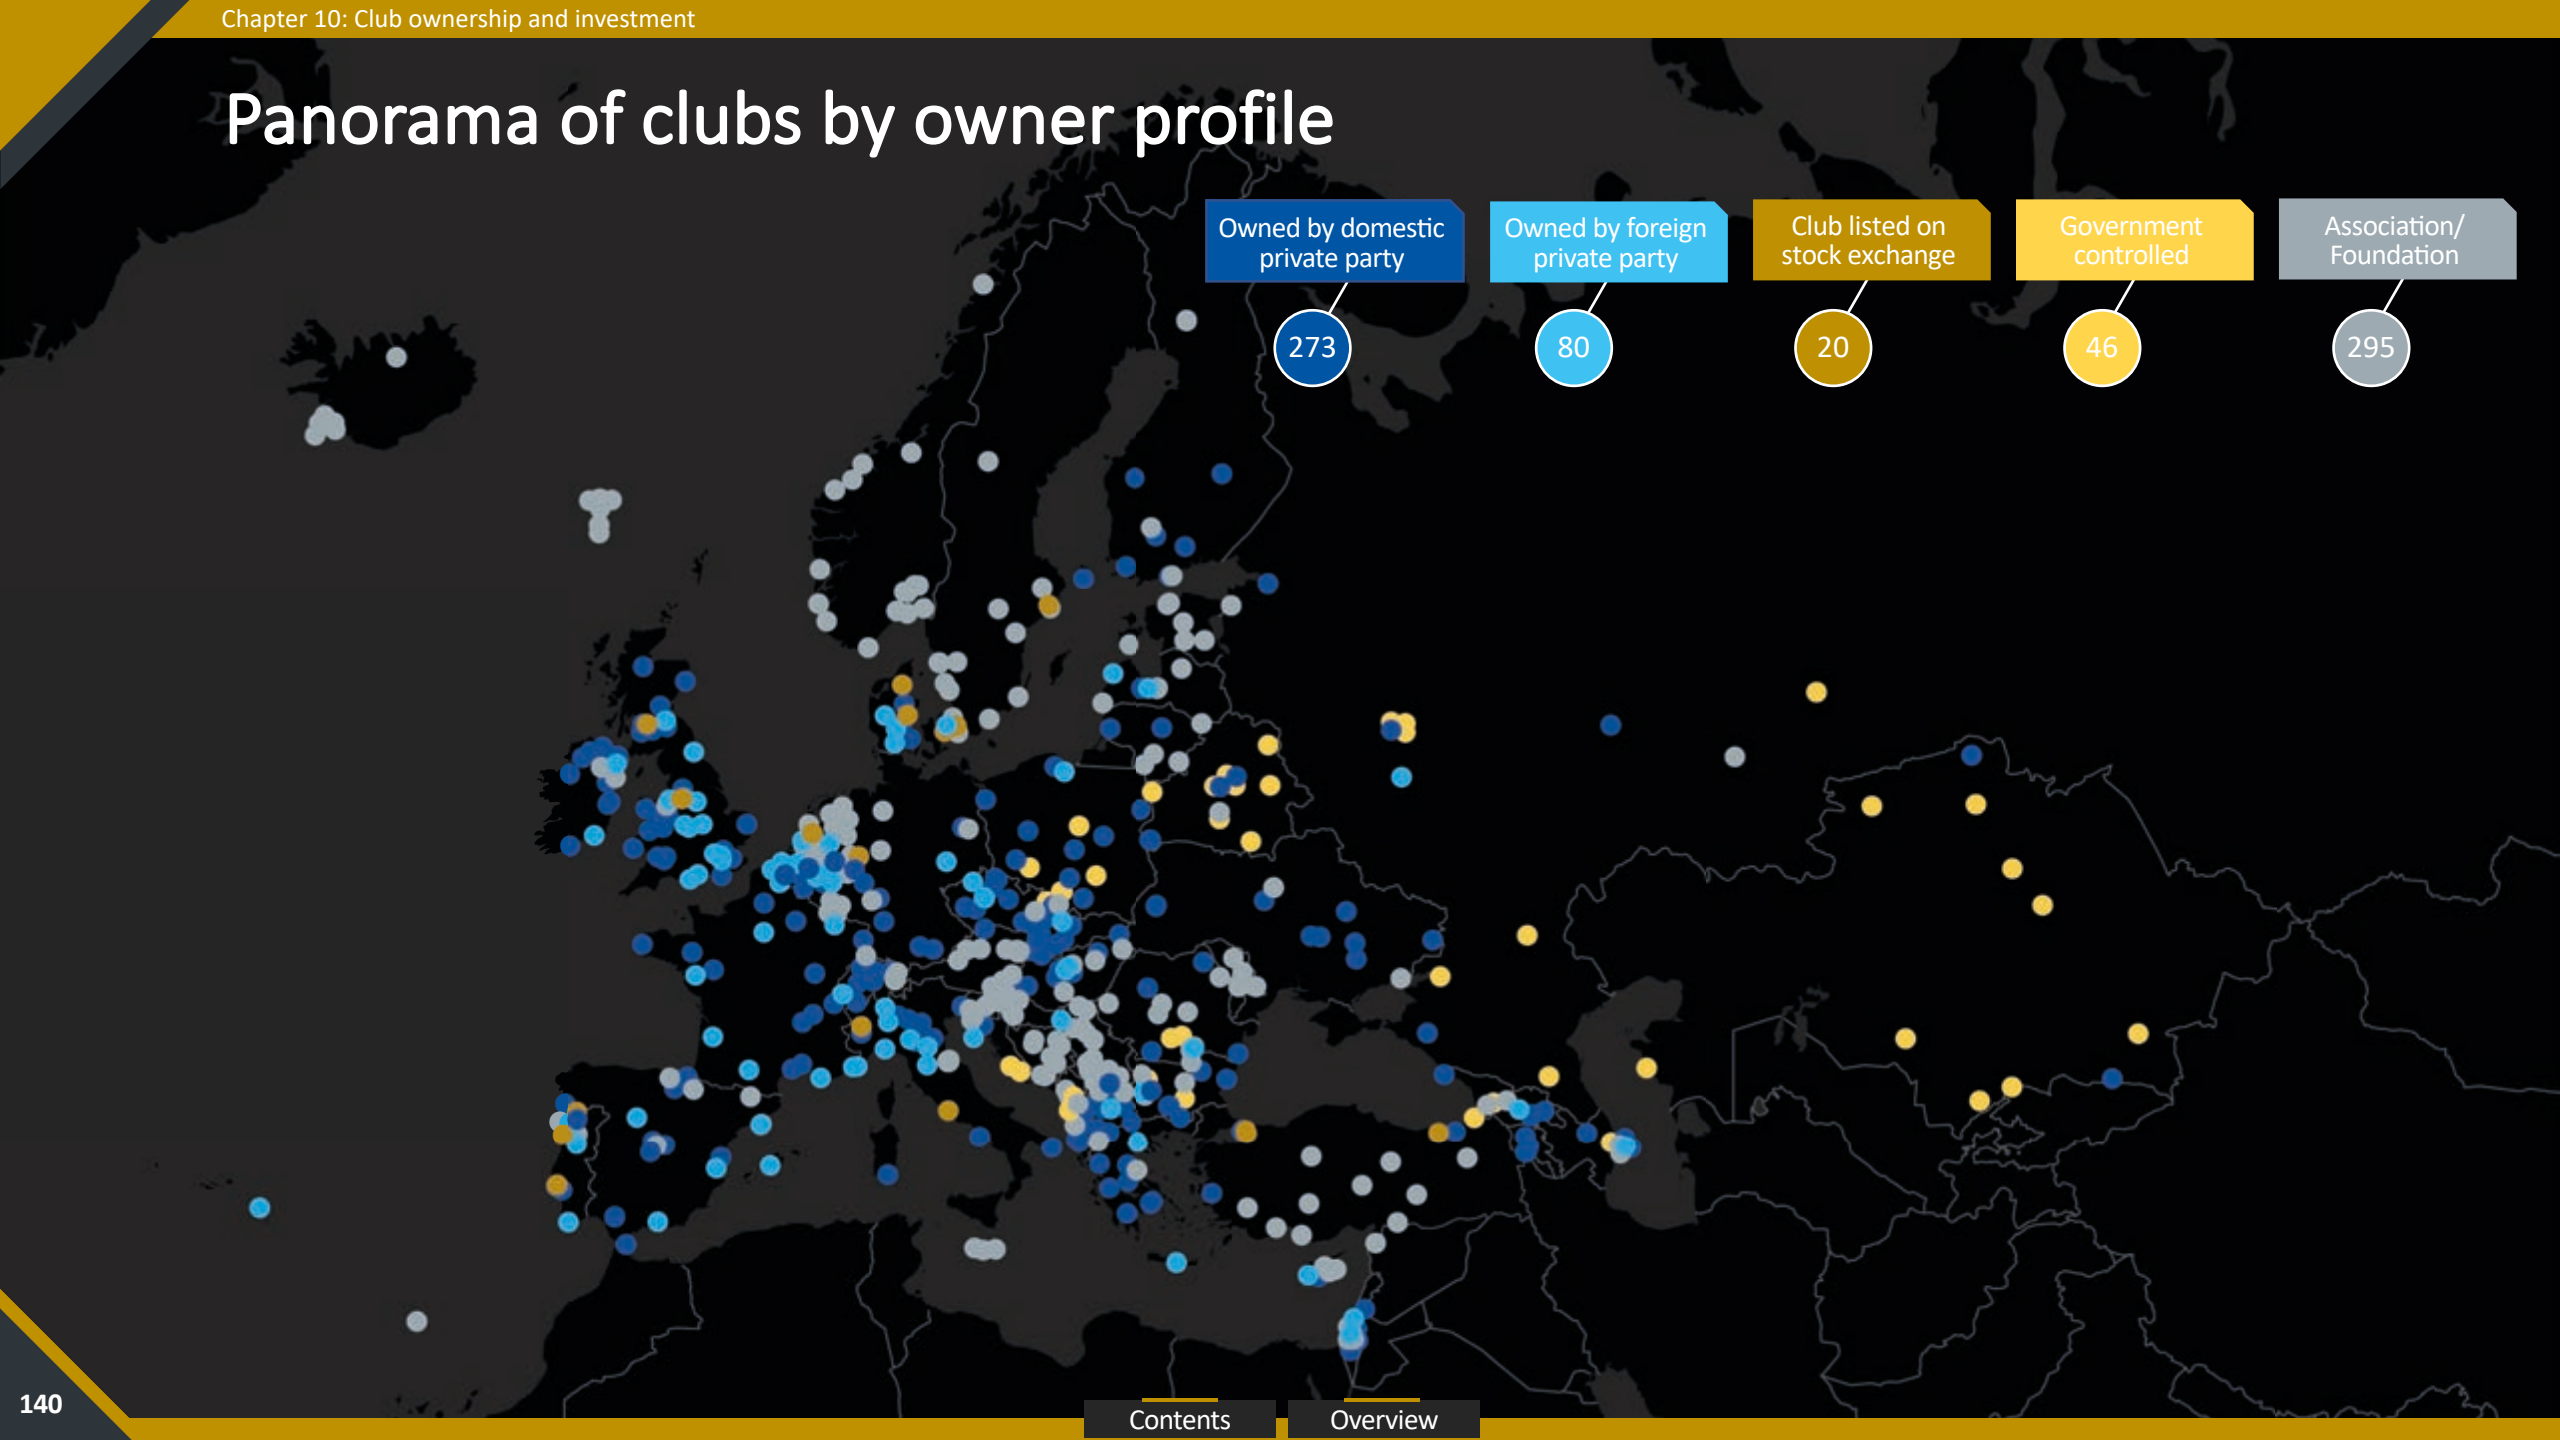 Chapter 10: Club ownership and investment
Panorama of clubs by owner profile
Owned by domestic
private party
Owned by foreign
private party
Club listed on
stock exchange
Government
controlled
Association/
Foundation
273
80
20
46
295
140
Contents
Overview